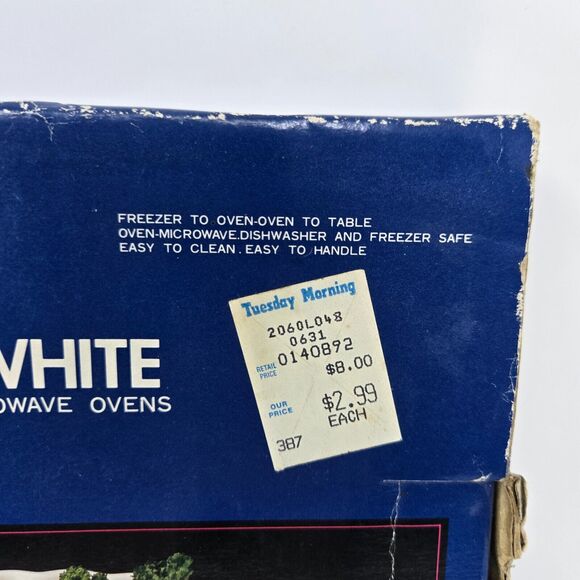 FREEZER TO OVEN-OVEN TO TABLE
OVEN-MICROWAVE.DISHWASHER AND FREEZER SAFE
EASY TO CLEAN.EASY TO HANDLE
Tuesday Morning
2060L048
0631
0140892
RETAIL PRICE $8.00
OUR PRICE $2.99
EACH
387
WHITE
OWAVE OVENS